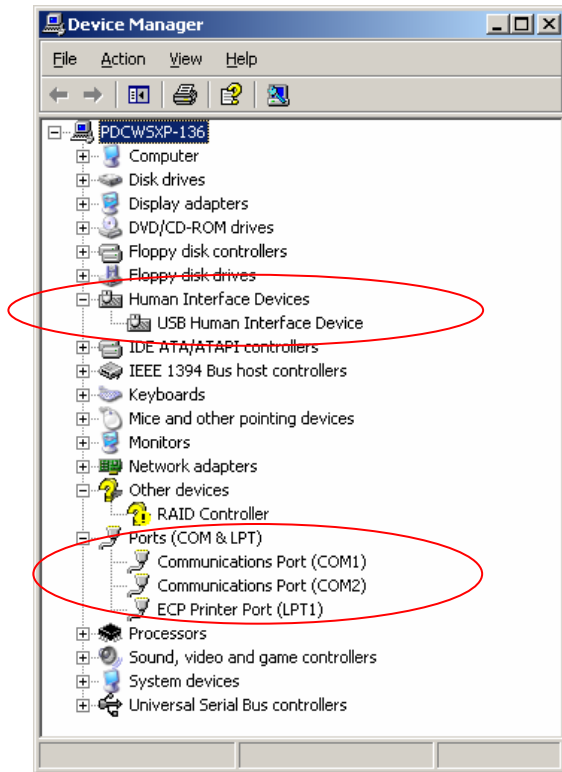 Device Manager
File Action View Help
PDCWSXP-136
Computer
Disk drives
Display adapters
DVD/CD-ROM drives
Floppy disk controllers
Floppy disk drives
Human Interface Devices
USB Human Interface Device
IDE ATA/ATAPI controllers
IEEE 1394 Bus host controllers
Keyboards
Mice and other pointing devices
Monitors
Network adapters
Other devices
RAID Controller
Ports (COM & LPT)
Communications Port (COM1)
Communications Port (COM2)
ECP Printer Port (LPT1)
Processors
Sound, video and game controllers
System devices
Universal Serial Bus controllers